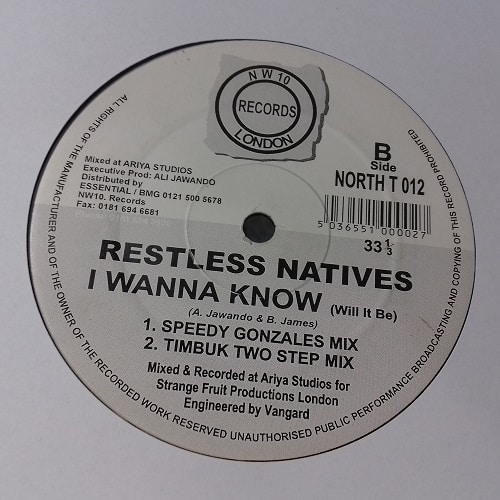 NW 10
RECORDS
LONDON
B
Side
NORTH T 012
Mixed at ARIYA STUDIOS
Executive Prod: ALI JAWANDO
Distributed by
ESSENTIAL / BMG 0121 500 5678
NW10. Records
Fax: 0181 694 6681
5 036551 000027
33 1/3
RESTLESS NATIVES
I WANNA KNOW (Will It Be)
(A. Jawando & B. James)
1. SPEEDY GONZALES MIX
2. TIMBUK TWO STEP MIX
Mixed & Recorded at Ariya Studios for
Strange Fruit Productions London
Engineered by Vangard
ALL RIGHTS OF THE MANUFACTURER AND OF THE OWNER OF THE RECORDED WORK RESERVED UNAUTHORISED PUBLIC PERFORMANCE BROADCASTING AND COPYING OF THIS RECORD PROHIBITED